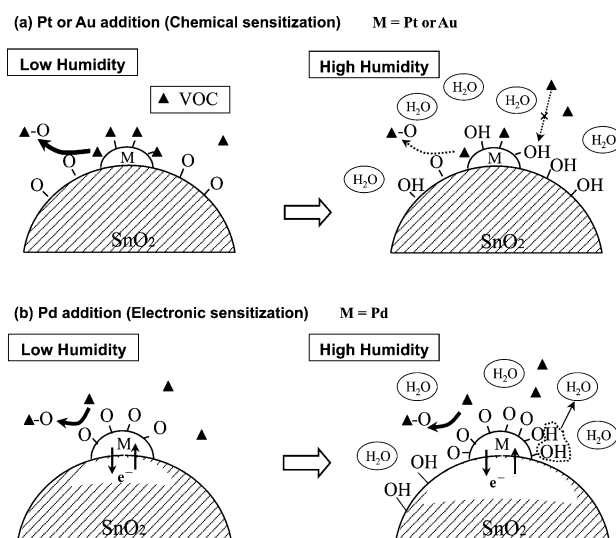 (a) Pt or Au addition (Chemical sensitization) M = Pt or Au
Low Humidity
High Humidity
▲ VOC
H₂O
H₂O
H₂O
H₂O
H₂O
▲-O
O
M
O
O
O
SnO₂
▲-O
OH
O
M
OH
OH
OH
OH
SnO₂
(b) Pd addition (Electronic sensitization) M = Pd
Low Humidity
High Humidity
▲-O
O
O
O
O
M
e⁻
SnO₂
H₂O
H₂O
H₂O
H₂O
H₂O
▲-O
O
O
O
O
O
M
OH
OH
OH
OH
e⁻
SnO₂